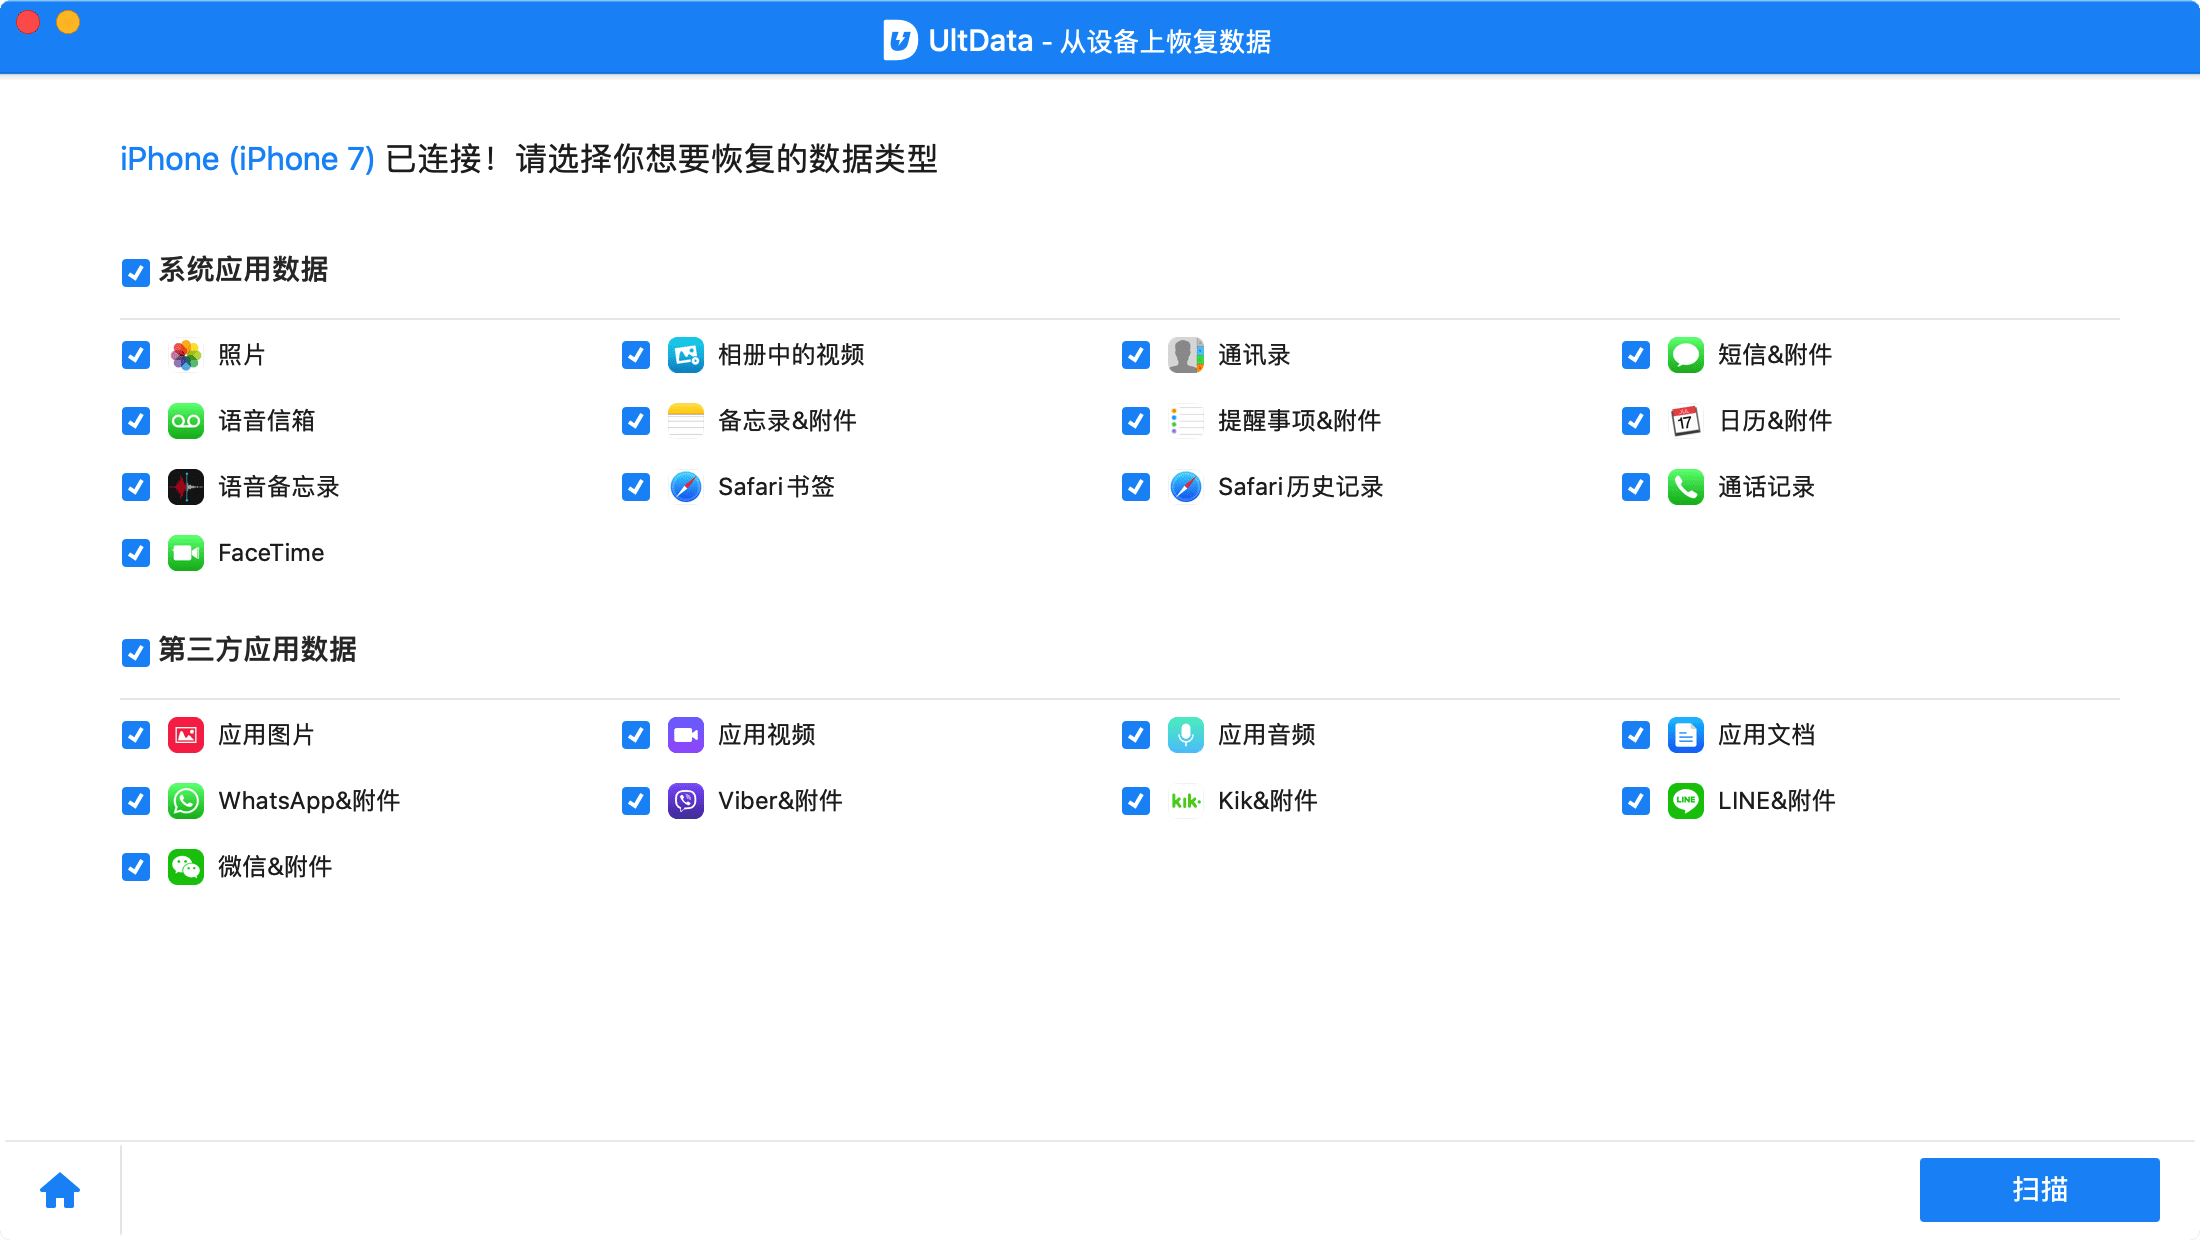 UltData - 从设备上恢复数据
iPhone (iPhone 7) 已连接！请选择你想要恢复的数据类型
系统应用数据
照片 相册中的视频 通讯录 短信&附件
语音信箱 备忘录&附件 提醒事项&附件 日历&附件
语音备忘录 Safari书签 Safari历史记录 通话记录
FaceTime
第三方应用数据
应用图片 应用视频 应用音频 应用文档
WhatsApp&附件 Viber&附件 Kik&附件 LINE&附件
微信&附件
扫描